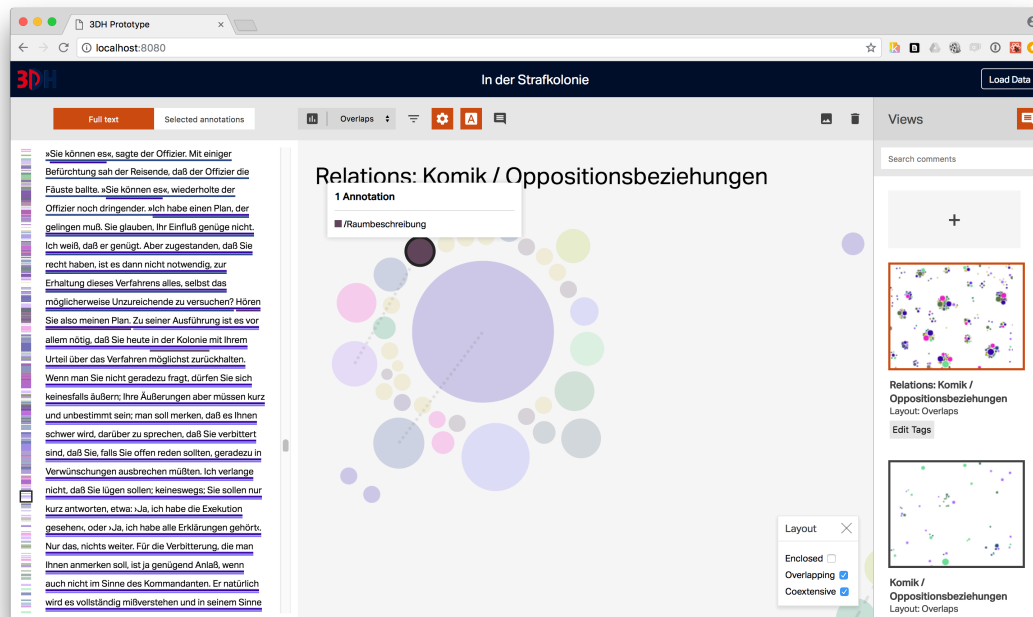 3DH Prototype
localhost:8080
3DH
In der Strafkolonie
Load Data
Full text
Selected annotations
Overlaps
A
Views
»Sie können es«, sagte der Offizier. Mit einiger
Befürchtung sah der Reisende, daß der Offizier die
Fäuste ballte. »Sie können es«, wiederholte der
Offizier noch dringender. »Ich habe einen Plan, der
gelingen muß. Sie glauben, Ihr Einfluß genüge nicht.
Ich weiß, daß er genügt. Aber zugestanden, daß Sie
recht haben, ist es dann nicht notwendig, zur
Erhaltung dieses Verfahrens alles, selbst das
möglicherweise Unzureichende zu versuchen? Hören
Sie also meinen Plan. Zu seiner Ausführung ist es vor
allem nötig, daß Sie heute in der Kolonie mit Ihrem
Urteil über das Verfahren möglichst zurückhalten.
Wenn man Sie nicht geradezu fragt, dürfen Sie sich
keinesfalls äußern; Ihre Äußerungen aber müssen kurz
und unbestimmt sein; man soll merken, daß es Ihnen
schwer wird, darüber zu sprechen, daß Sie verbittert
sind, daß Sie, falls Sie offen reden sollten, geradezu in
Verwünschungen ausbrechen müßten. Ich verlange
nicht, daß Sie lügen sollen; keineswegs; Sie sollen nur
kurz antworten, etwa: ›Ja, ich habe die Exekution
gesehen‹, oder ›Ja, ich habe alle Erklärungen gehört‹.
Nur das, nichts weiter. Für die Verbitterung, die man
Ihnen anmerken soll, ist ja genügend Anlaß, wenn
auch nicht im Sinne des Kommandanten. Er natürlich
wird es vollständig mißverstehen und in seinem Sinne
Relations: Komik / Oppositionsbeziehungen
1 Annotation
/Raumbeschreibung
Layout
Enclosed
Overlapping
Coextensive
Search comments
+
Relations: Komik /
Oppositionsbeziehungen
Layout: Overlaps
Edit Tags
Komik /
Oppositionsbeziehungen
Layout: Overlaps